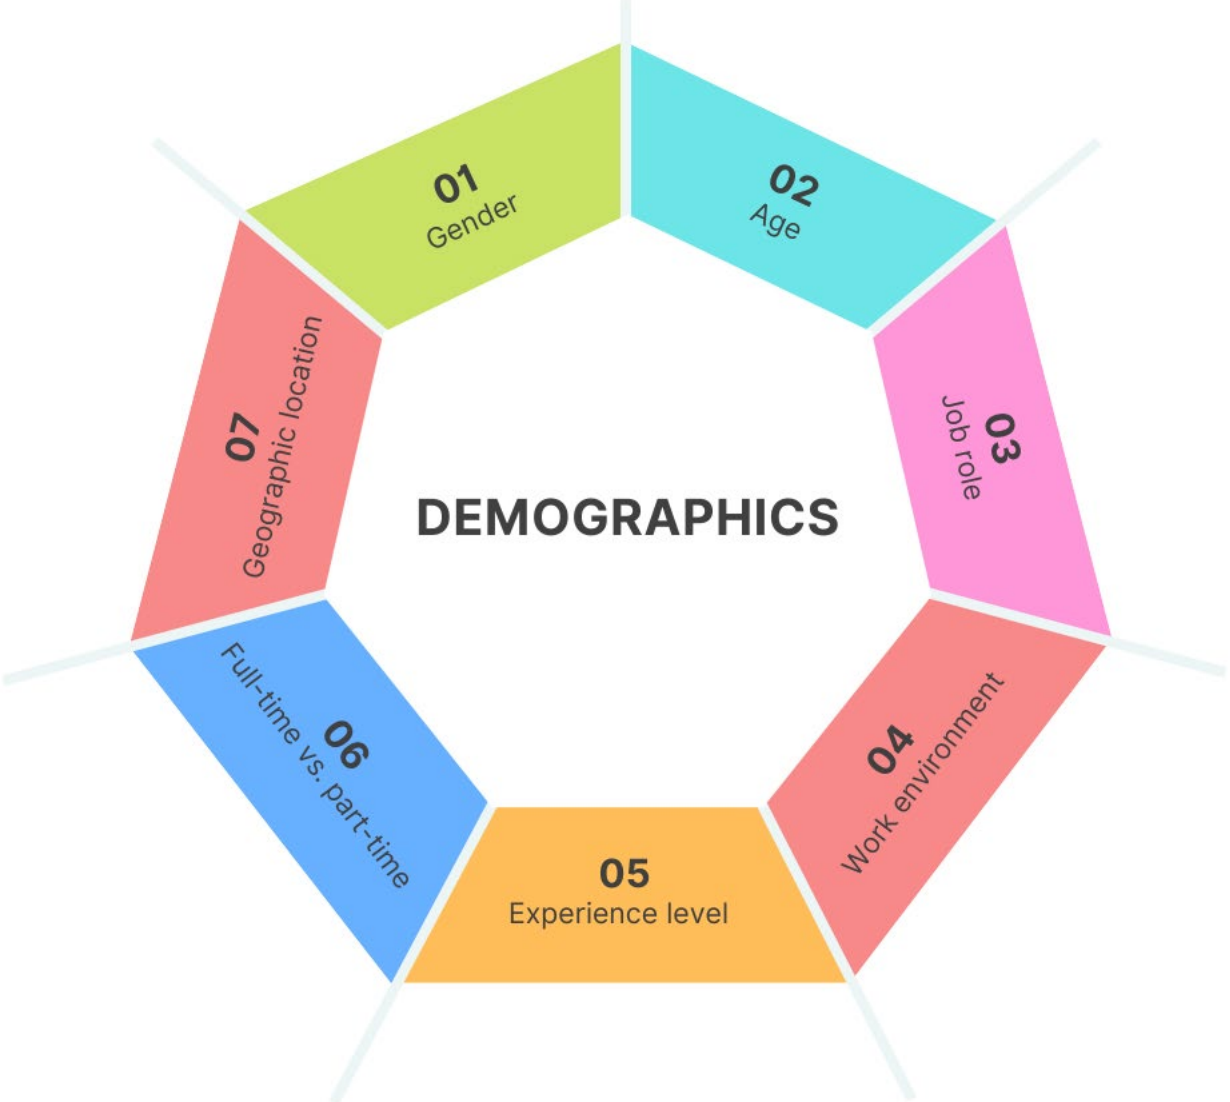 01
Gender
02
Age
03
Job role
04
Work environment
05
Experience level
06
Full-time vs. part-time
07
Geographic location
DEMOGRAPHICS